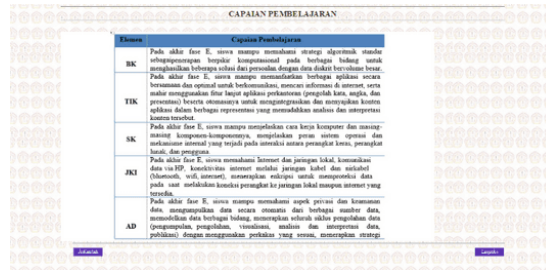 CAPAIAN PEMBELAJARAN
Elemen Capaian Pembelajaran
Pada akhir fase E, siswa mampu memahami strategi algoritmik standar
sebagaipenerapan berpikir komputasional pada berbagai bidang untuk
BK
menghasilkan beberapa solusi dari persoalan dengan data diskrit bervolume besar.
Pada akhir fase E, siswa mampu memanfaatkan berbagai aplikasi secara
bersamaan dan optimal untuk berkomunikasi, mencari informasi di internet, serta
mahir menggunakan fitur lanjut aplikasi perkantoran (pengolah kata, angka, dan
TIK
presentasi) beserta otomasinya untuk mengintegrasikan dan menyajikan konten
aplikasi dalam berbagai representasi yang memudahkan analisis dan interpretasi
konten tersebut.
Pada akhir fase E, siswa mampu menjelaskan cara kerja komputer dan masing-
masing komponen-komponennya, menjelaskan peran sistem operasi dan
SK
mekanisme internal yang terjadi pada interaksi antara perangkat keras, perangkat
lunak, dan pengguna.
Pada akhir fase E, siswa memahami Internet dan jaringan lokal, komunikasi
data via HP, konektivitas internet melalui jaringan kabel dan nirkabel
JKI
(bluetooth, wifi, internet), menerapkan enkripsi untuk memproteksi data
pada saat melakukan koneksi perangkat ke jaringan lokal maupun internet yang
tersedia.
Pada akhir fase E, siswa mampu memahami aspek privasi dan keamanan
data, mengumpulkan data secara otomatis dari berbagai sumber data,
memodelkan data berbagai bidang, menerapkan seluruh siklus pengolahan data
AD
(pengumpulan, pengolahan, visualisasi, analisis dan interpretasi data,
publikasi) dengan menggunakan perkakas yang sesuai, menerapkan strategi